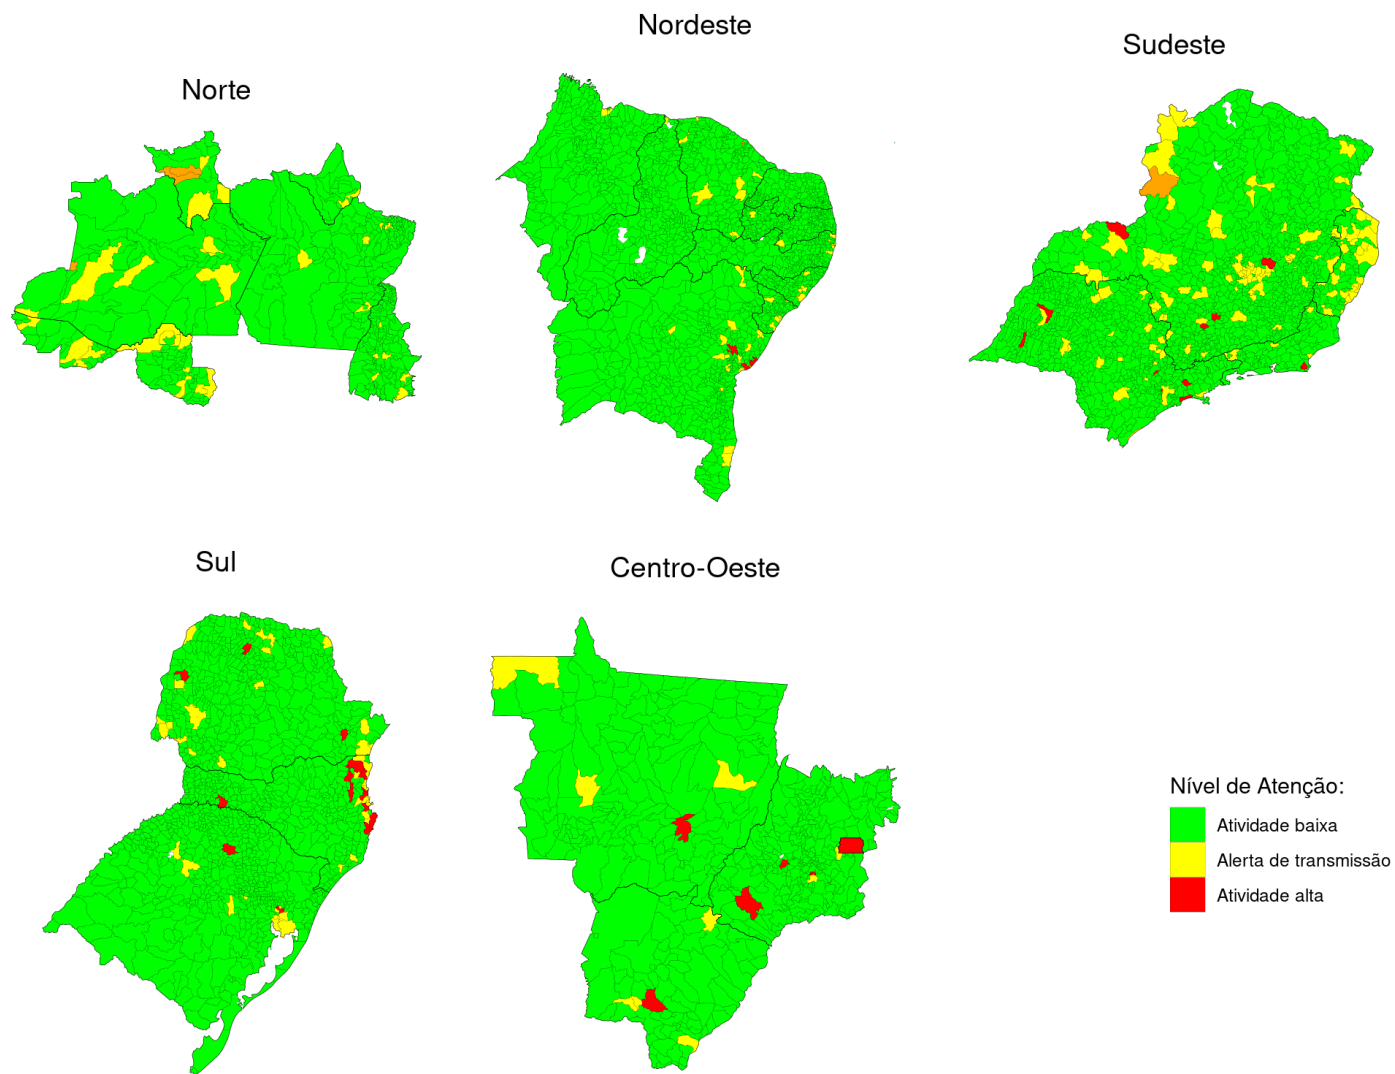 Nordeste
Sudeste
Norte
Sul
Centro-Oeste
Nível de Atenção:
Atividade baixa
Alerta de transmissão
Atividade alta